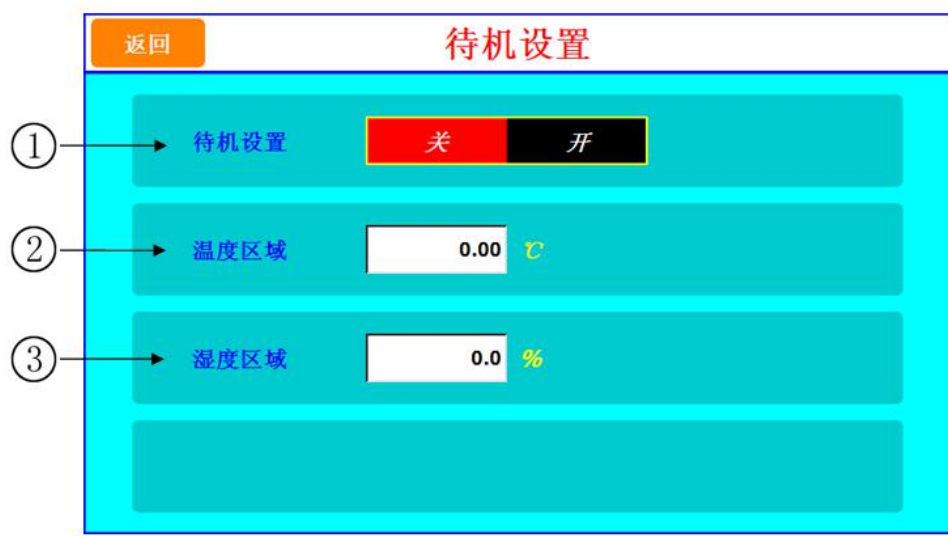 返回 待机设置
① 待机设置 关 开
② 温度区域 0.00 ℃
③ 湿度区域 0.0 %